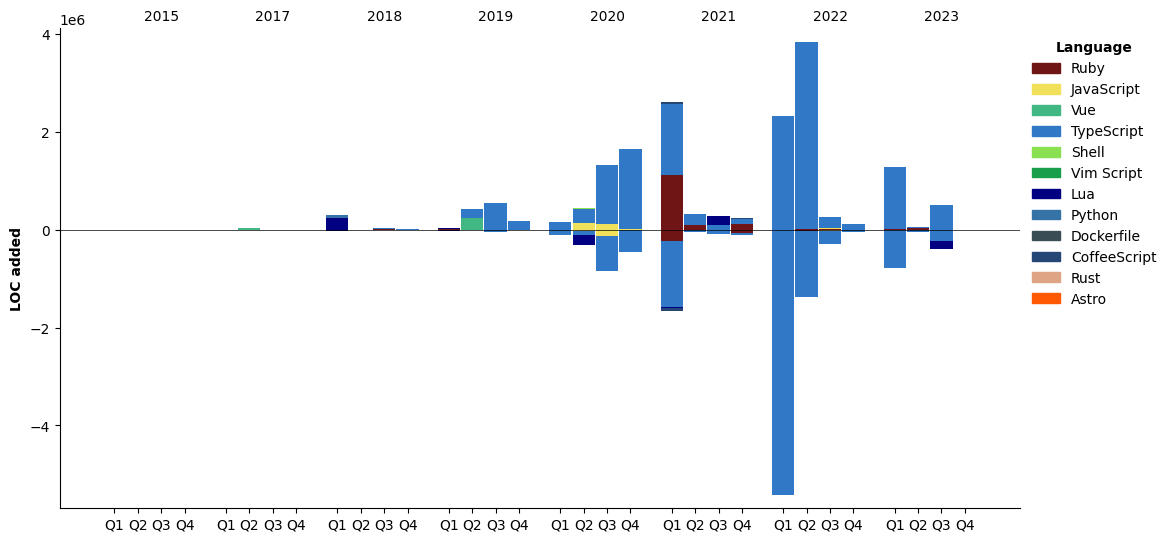 1e6
2015 2017 2018 2019 2020 2021 2022 2023
4
2
0
−2
−4
LOC added
Q1 Q2 Q3 Q4 Q1 Q2 Q3 Q4 Q1 Q2 Q3 Q4 Q1 Q2 Q3 Q4 Q1 Q2 Q3 Q4 Q1 Q2 Q3 Q4 Q1 Q2 Q3 Q4 Q1 Q2 Q3 Q4
Language
Ruby
JavaScript
Vue
TypeScript
Shell
Vim Script
Lua
Python
Dockerfile
CoffeeScript
Rust
Astro